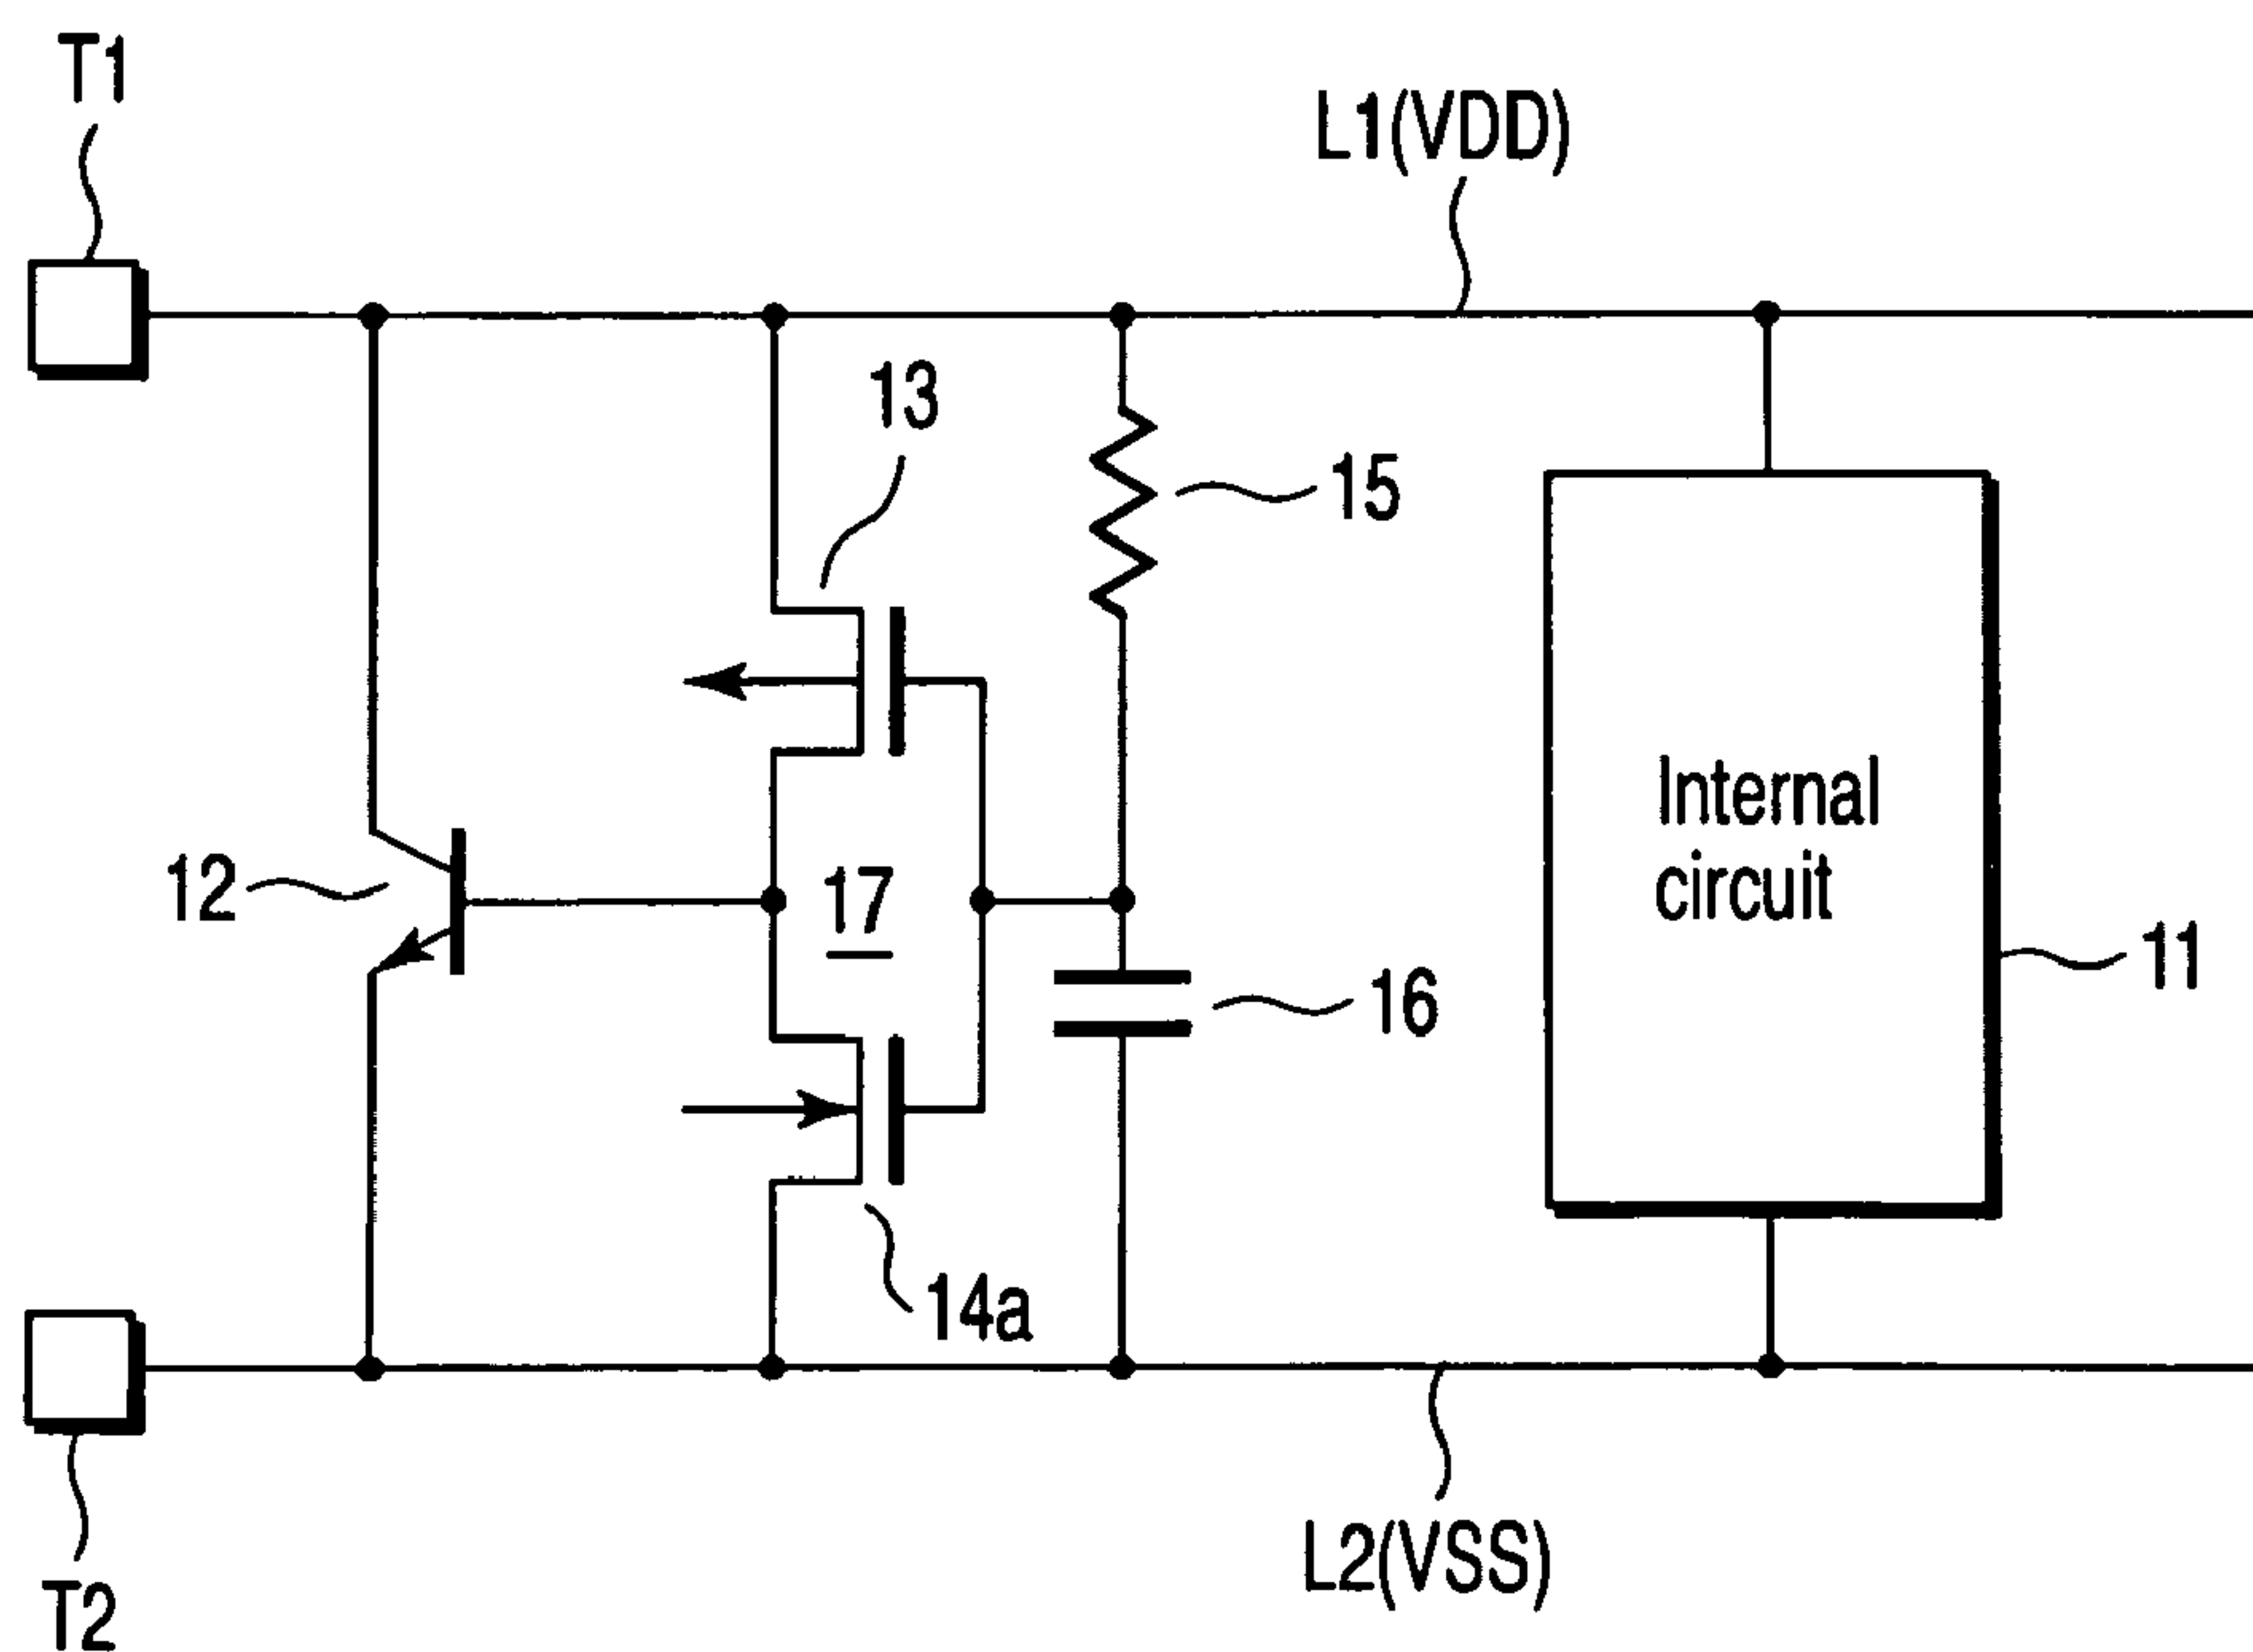 T1
L1(VDD)
13
15
Internal
circuit
12
17
11
16
14a
L2(VSS)
T2